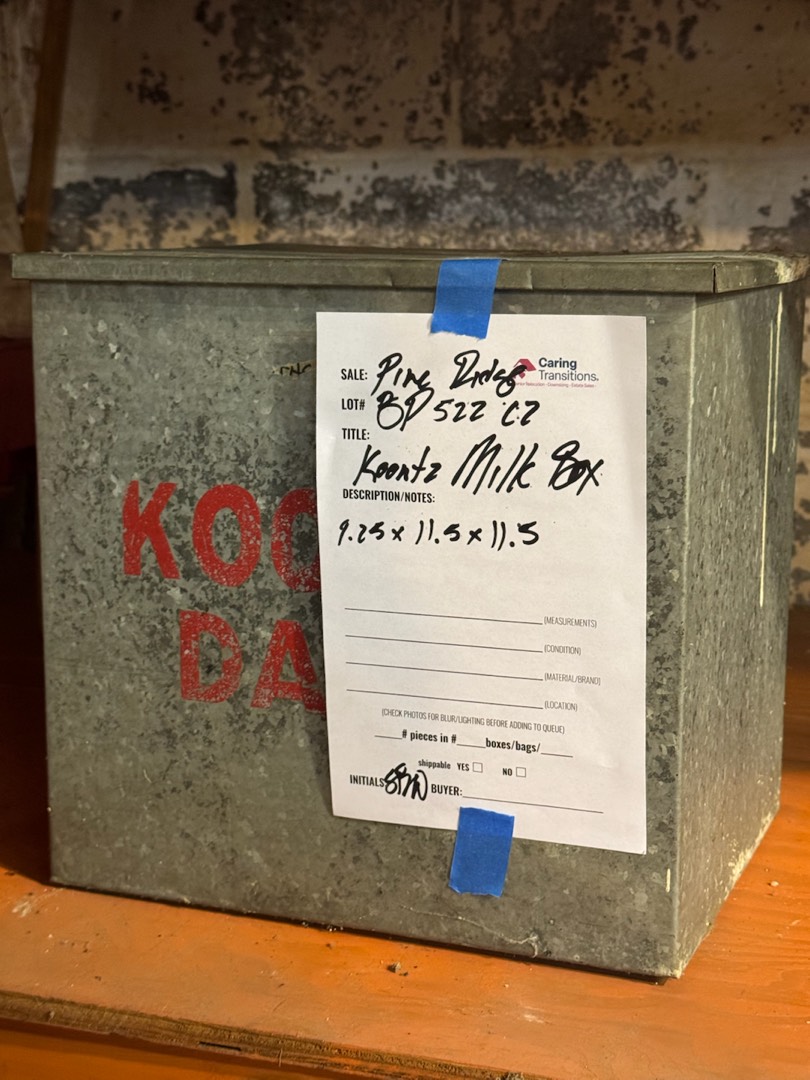 Caring
Transitions.
SALE: Pine Ridge
LOT# BP 522 CZ
TITLE:
Koontz Milk Box
DESCRIPTION/NOTES:
9.25 x 11.5 x 11.5
KOO
DA
(MEASUREMENTS)
(CONDITION)
(MATERIAL/BRAND)
(LOCATION)
(CHECK PHOTOS FOR BLUR/LIGHTING BEFORE ADDING TO QUEUE)
# pieces in # boxes/bags/
shippable YES NO
INITIALS BUYER: